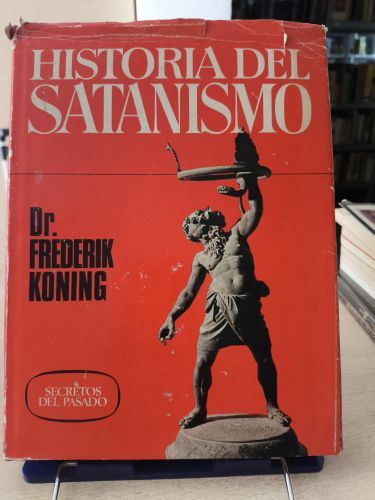 HISTORIA DEL
SATANISMO
Dr.
FREDERIK
KONING
SECRETOS
DEL PASADO